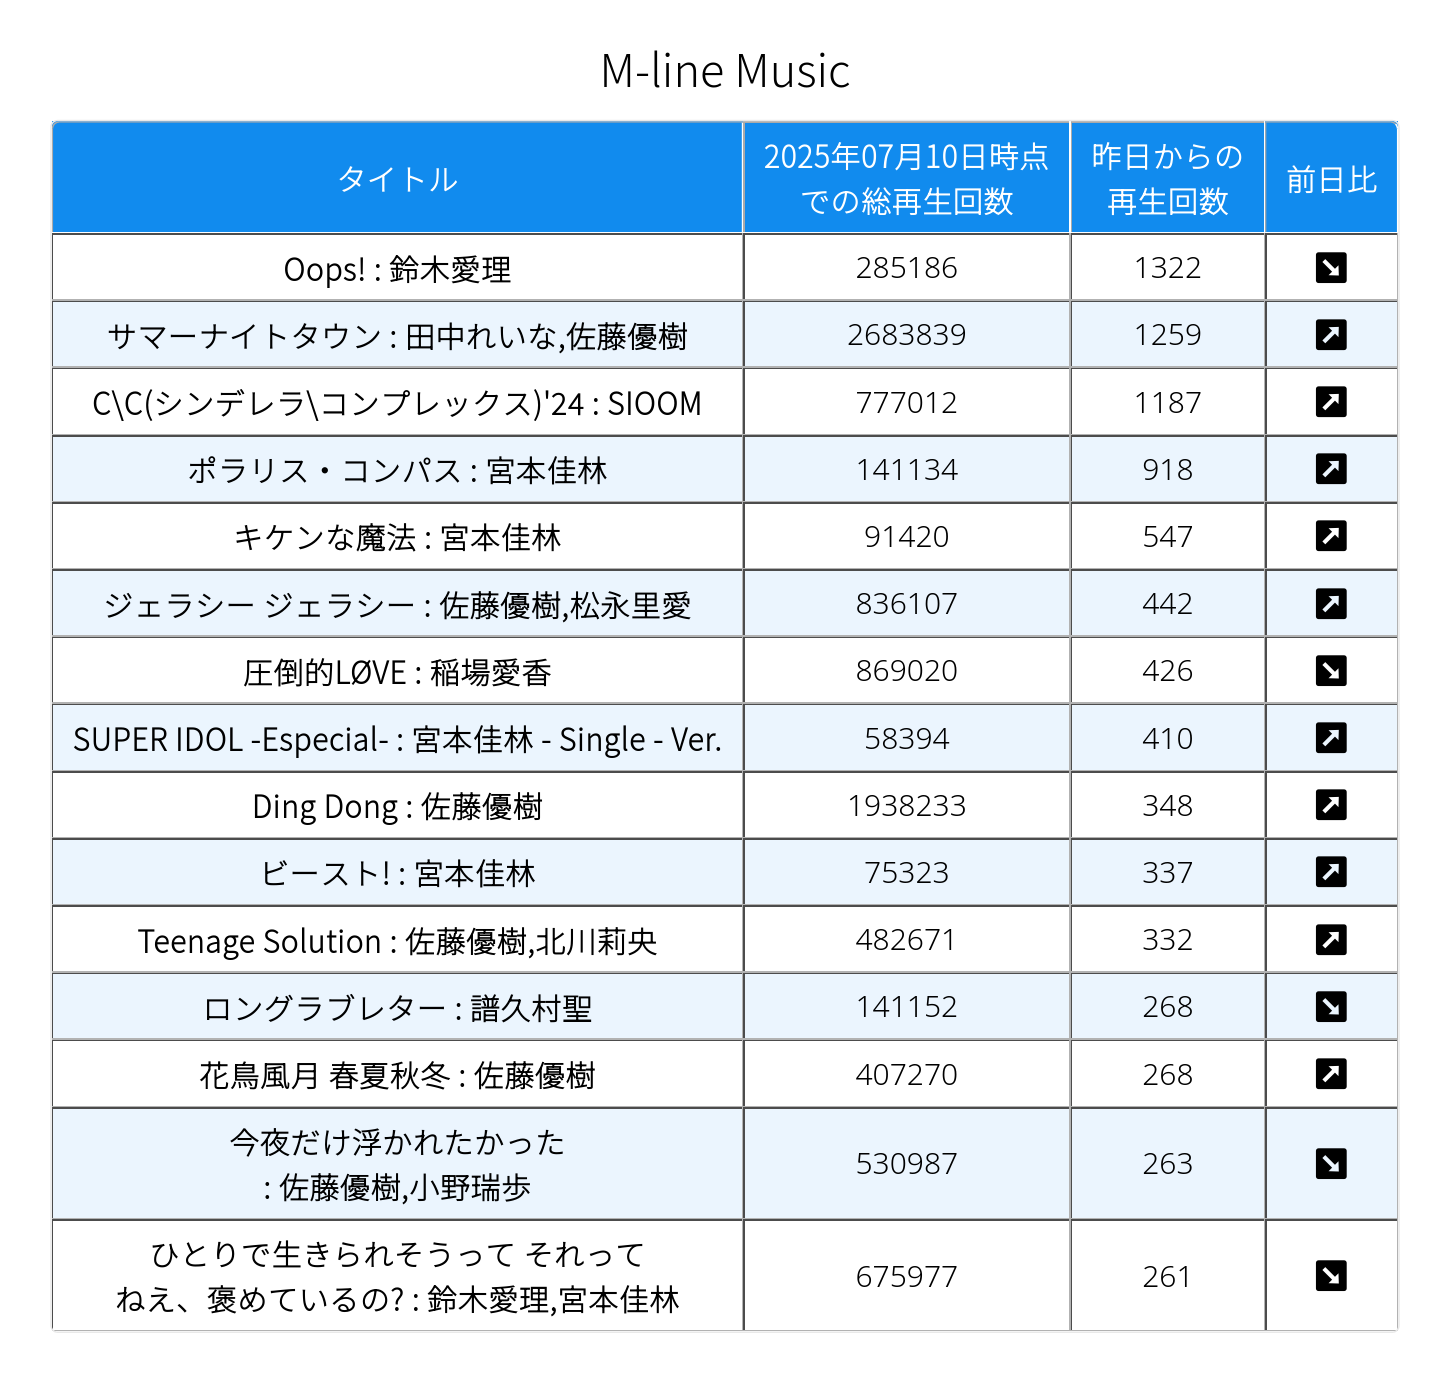 M-line Music
タイトル
2025年07月10日時点
での総再生回数
昨日からの
再生回数
前日比
Oops! : 鈴木愛理
285186
1322
サマーナイトタウン : 田中れいな,佐藤優樹
2683839
1259
C\C(シンデレラ\コンプレックス)'24 : SIOOM
777012
1187
ポラリス・コンパス : 宮本佳林
141134
918
キケンな魔法 : 宮本佳林
91420
547
ジェラシー ジェラシー : 佐藤優樹,松永里愛
836107
442
圧倒的LØVE : 稲場愛香
869020
426
SUPER IDOL -Especial- : 宮本佳林 - Single - Ver.
58394
410
Ding Dong : 佐藤優樹
1938233
348
ビースト! : 宮本佳林
75323
337
Teenage Solution : 佐藤優樹,北川莉央
482671
332
ロングラブレター : 譜久村聖
141152
268
花鳥風月 春夏秋冬 : 佐藤優樹
407270
268
今夜だけ浮かれたかった
: 佐藤優樹,小野瑞歩
530987
263
ひとりで生きられそうって それって
ねえ、褒めているの? : 鈴木愛理,宮本佳林
675977
261